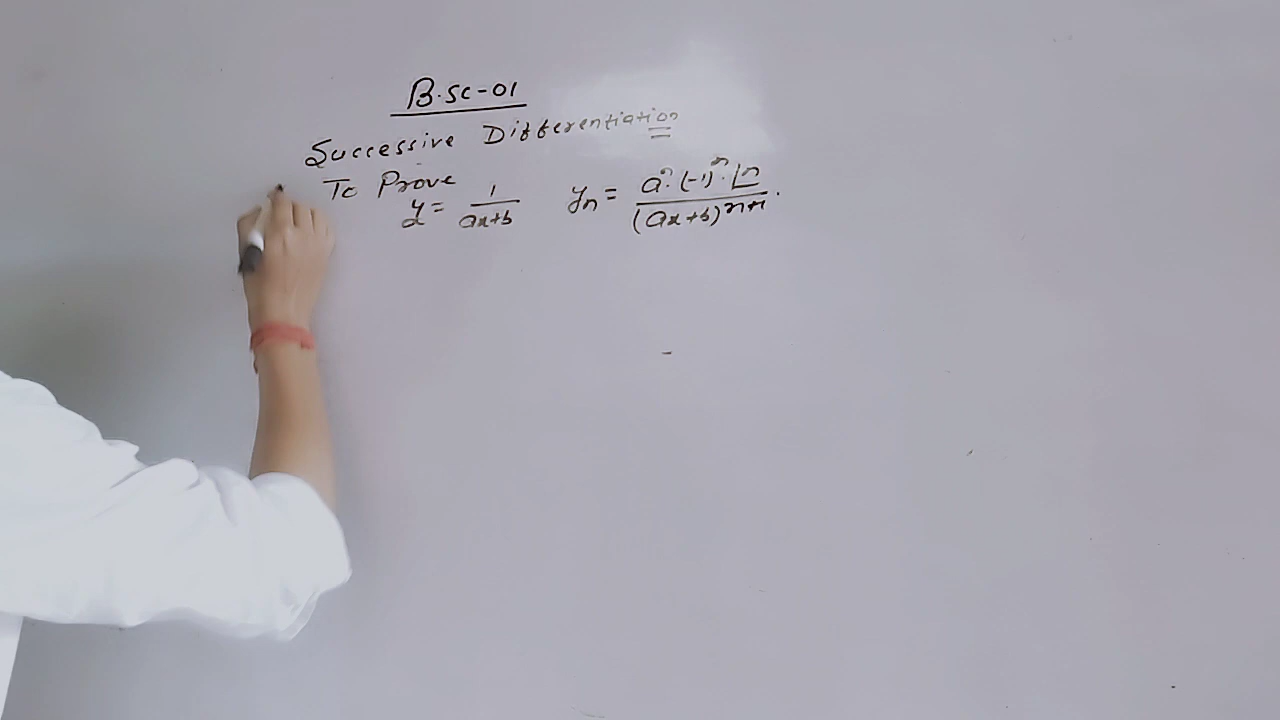 B.Sc-01
Successive Differentiation
To Prove
y = 1/(ax+b)   yn = aⁿ·(-1)ⁿ·|n / (ax+b)ⁿ⁺¹.